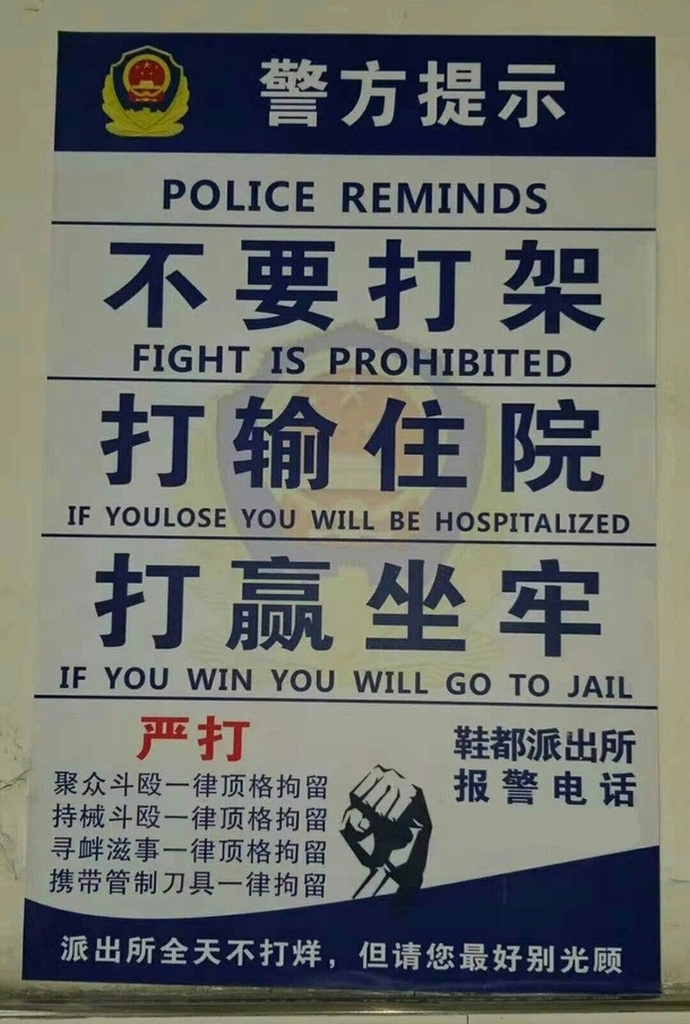 警方提示
POLICE REMINDS
不要打架
FIGHT IS PROHIBITED
打输住院
IF YOULOSE YOU WILL BE HOSPITALIZED
打赢坐牢
IF YOU WIN YOU WILL GO TO JAIL
严打
聚众斗殴一律顶格拘留
持械斗殴一律顶格拘留
寻衅滋事一律顶格拘留
携带管制刀具一律拘留
鞋都派出所
报警电话
派出所全天不打烊，但请您最好别光顾